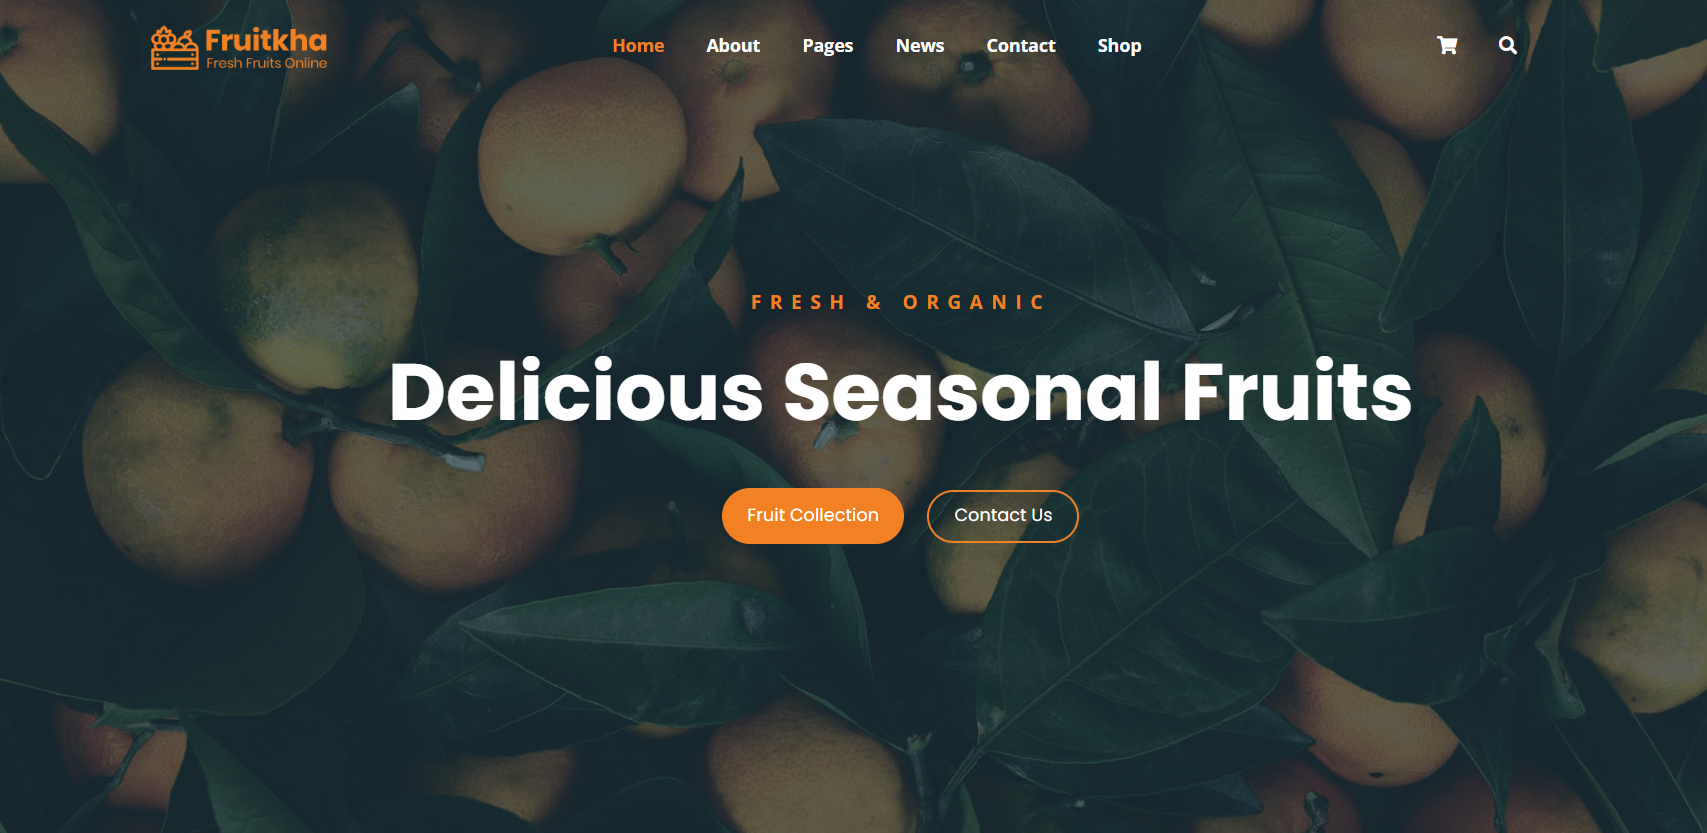 Fruitkha
Fresh Fruits Online
Home About Pages News Contact Shop
FRESH & ORGANIC
Delicious Seasonal Fruits
Fruit Collection Contact Us